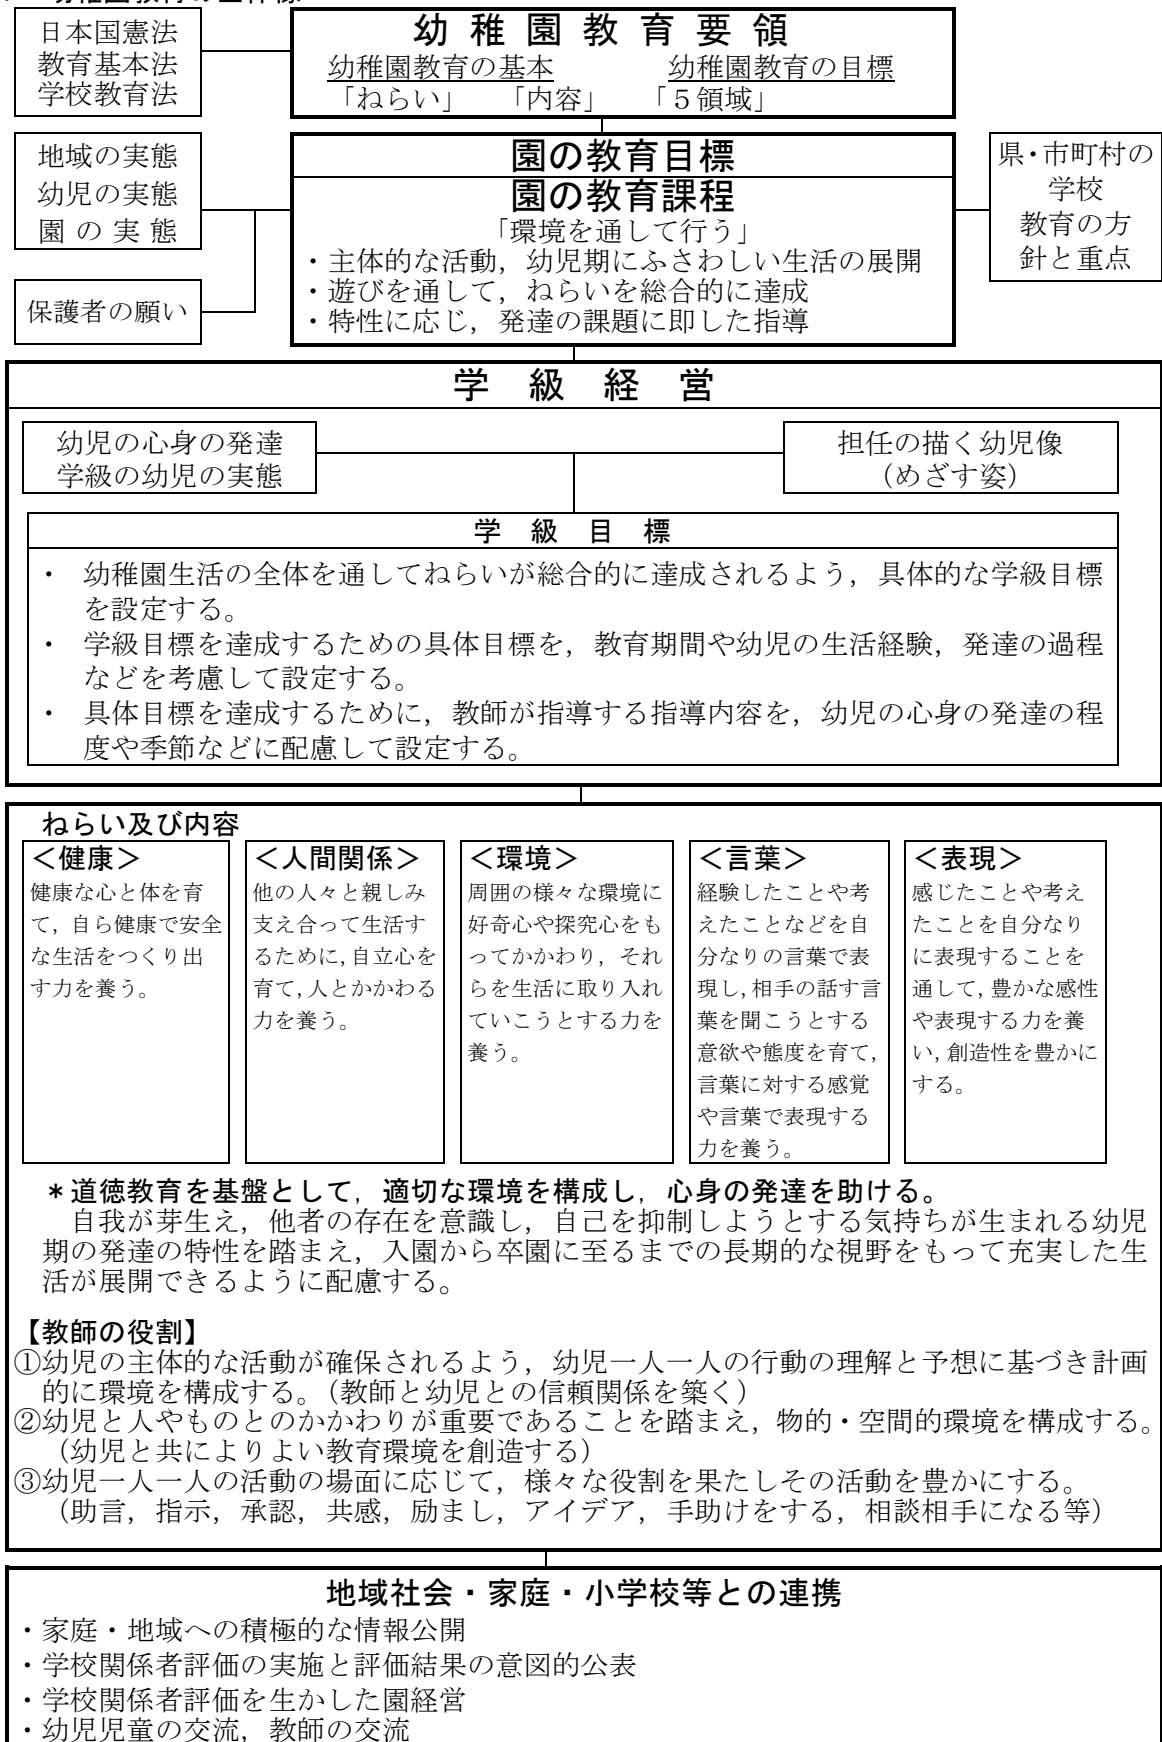 日本国憲法
教育基本法
学校教育法
幼 稚 園 教 育 要 領
幼稚園教育の基本　幼稚園教育の目標
「ねらい」　「内容」　「５領域」
地域の実態
幼児の実態
園 の 実 態
保護者の願い
園の教育目標
園の教育課程
「環境を通して行う」
・主体的な活動，幼児期にふさわしい生活の展開
・遊びを通して，ねらいを総合的に達成
・特性に応じ，発達の課題に即した指導
県・市町村の
学校
教育の方
針と重点
学　級　経　営
幼児の心身の発達
学級の幼児の実態
担任の描く幼児像
（めざす姿）
学　級　目　標
・　幼稚園生活の全体を通してねらいが総合的に達成されるよう，具体的な学級目標
を設定する。
・　学級目標を達成するための具体目標を，教育期間や幼児の生活経験，発達の過程
などを考慮して設定する。
・　具体目標を達成するために，教師が指導する指導内容を，幼児の心身の発達の程
度や季節などに配慮して設定する。
ねらい及び内容
＜健康＞
健康な心と体を育
て，自ら健康で安全
な生活をつくり出
す力を養う。
＜人間関係＞
他の人々と親しみ
支え合って生活す
るために，自立心を
育て，人とかかわる
力を養う。
＜環境＞
周囲の様々な環境に
好奇心や探究心をも
ってかかわり，それ
らを生活に取り入れ
ていこうとする力を
養う。
＜言葉＞
経験したことや考
えたことなどを自
分なりの言葉で表
現し，相手の話す言
葉を聞こうとする
意欲や態度を育て，
言葉に対する感覚
や言葉で表現する
力を養う。
＜表現＞
感じたことや考え
たことを自分なり
に表現することを
通して，豊かな感性
や表現する力を養
い，創造性を豊かに
する。
＊道徳教育を基盤として，適切な環境を構成し，心身の発達を助ける。
自我が芽生え，他者の存在を意識し，自己を抑制しようとする気持ちが生まれる幼児
期の発達の特性を踏まえ，入園から卒園に至るまでの長期的な視野をもって充実した生
活が展開できるように配慮する。
【教師の役割】
①幼児の主体的な活動が確保されるよう，幼児一人一人の行動の理解と予想に基づき計画
的に環境を構成する。（教師と幼児との信頼関係を築く）
②幼児と人やものとのかかわりが重要であることを踏まえ，物的・空間的環境を構成する。
（幼児と共によりよい教育環境を創造する）
③幼児一人一人の活動の場面に応じて，様々な役割を果たしその活動を豊かにする。
（助言，指示，承認，共感，励まし，アイデア，手助けをする，相談相手になる等）
地域社会・家庭・小学校等との連携
・家庭・地域への積極的な情報公開
・学校関係者評価の実施と評価結果の意図的公表
・学校関係者評価を生かした園経営
・幼児児童の交流，教師の交流